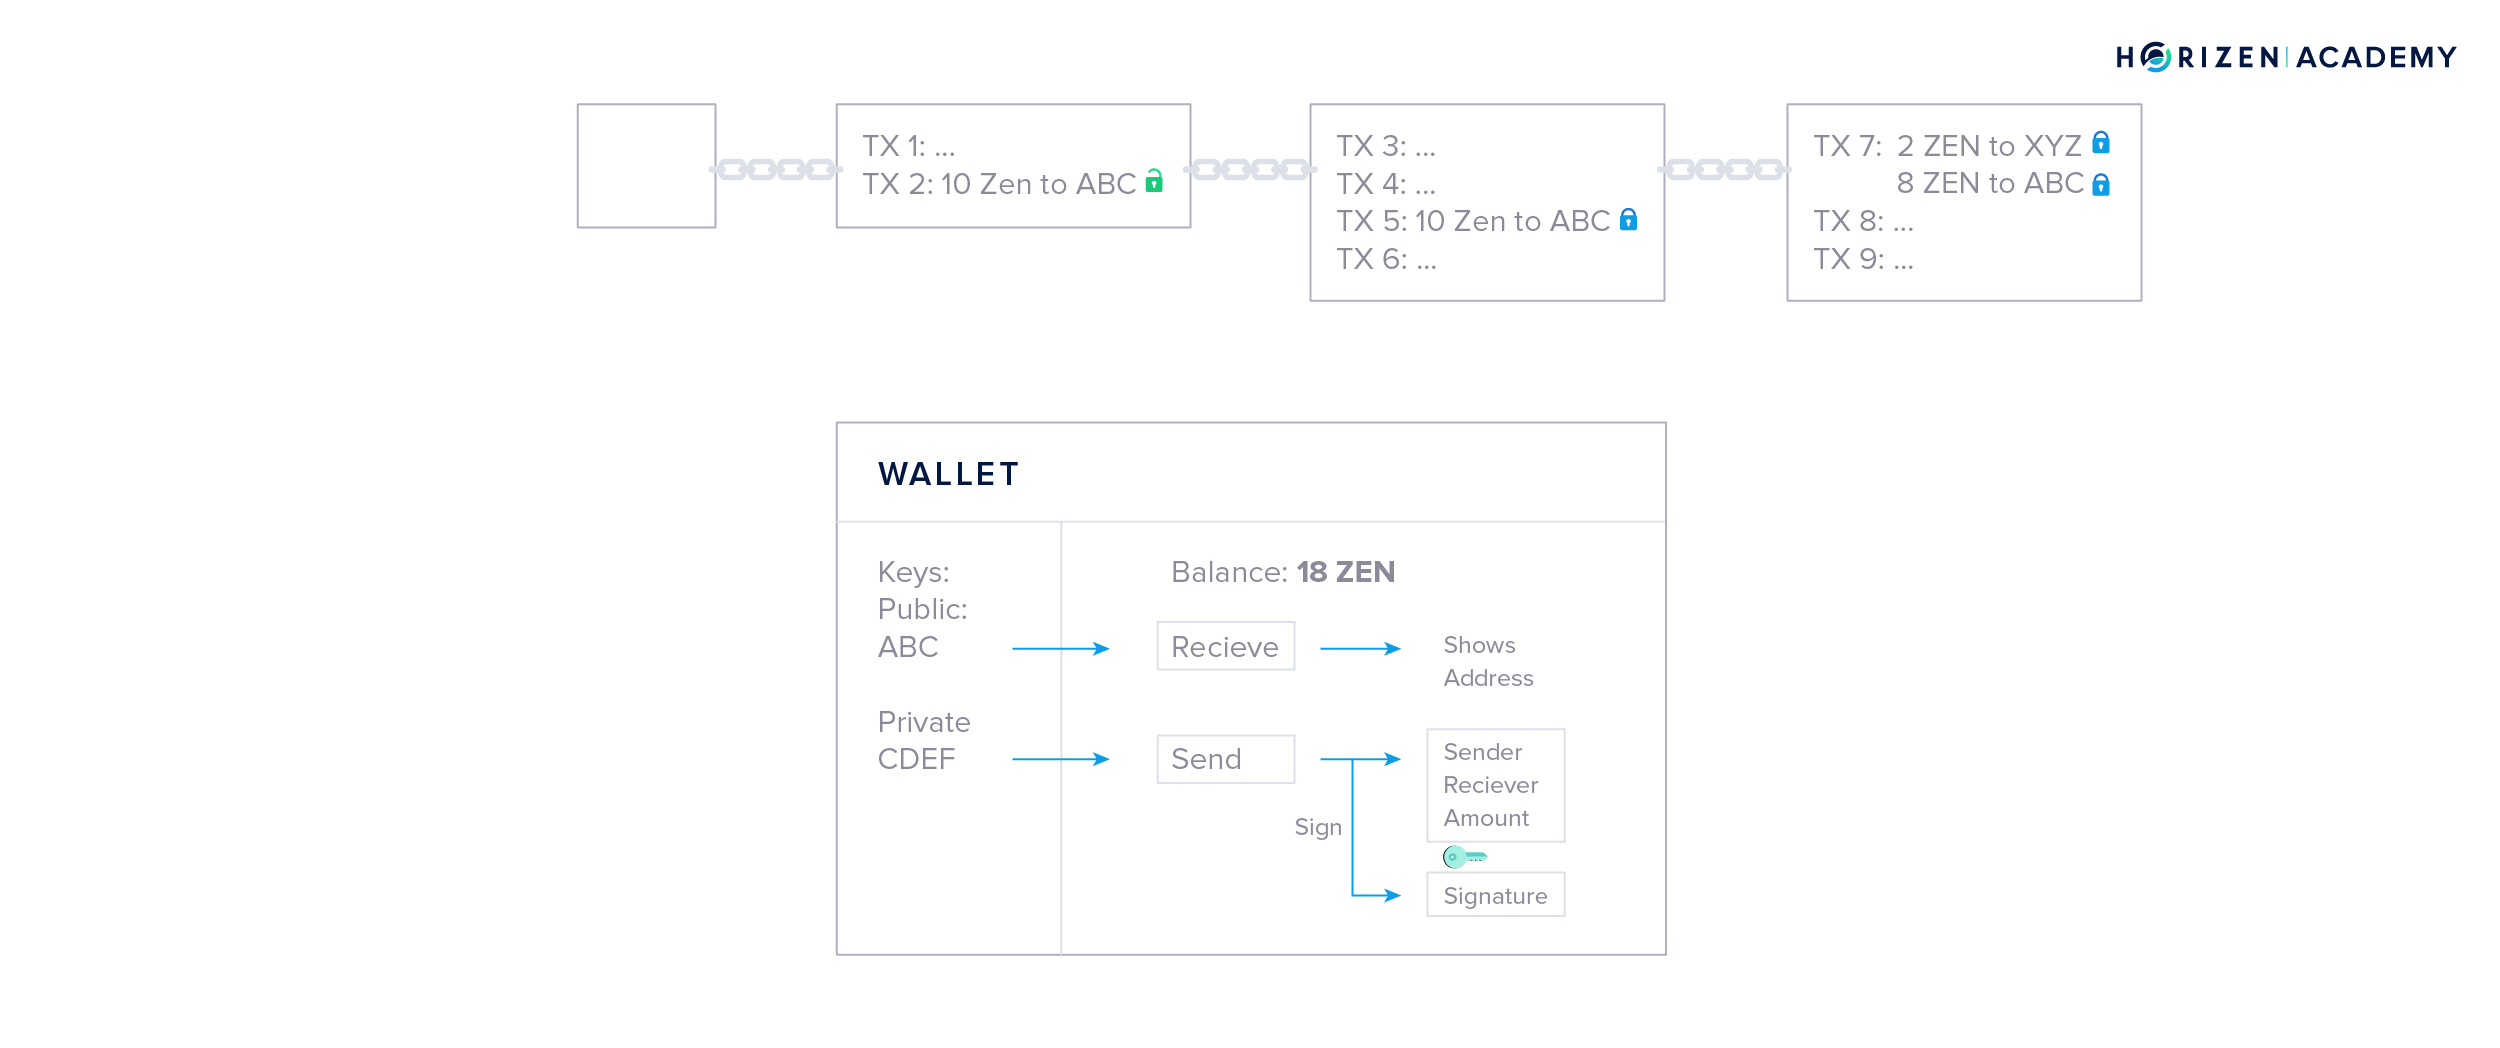 HORIZEN | ACADEMY
TX 1: ...
TX 2: 10 Zen to ABC
TX 3: ...
TX 4: ...
TX 5: 10 Zen to ABC
TX 6: ...
TX 7: 2 ZEN to XYZ
8 ZEN to ABC
TX 8: ...
TX 9: ...
WALLET
Keys:
Public:
ABC
Private
CDEF
Balance: 18 ZEN
Recieve
Shows
Address
Send
Sign
Sender
Reciever
Amount
Signature